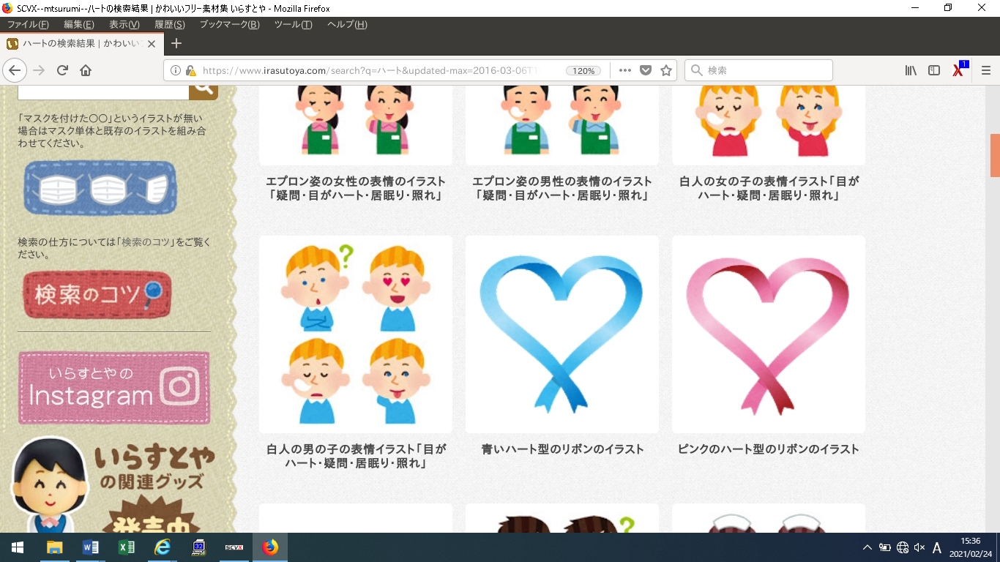 SCVX--mtsurumi--ハートの検索結果 | かわいいフリー素材集 いらすとや - Mozilla Firefox
ファイル(F) 編集(E) 表示(V) 履歴(S) ブックマーク(B) ツール(T) ヘルプ(H)
ハートの検索結果 | かわいい
https://www.irasutoya.com/search?q=ハート&updated-max=2016-03-06T1
120%
検索
1
「マスクを付けた〇〇」というイラストが無い
場合はマスク単体と既存のイラストを組み合
わせてください。
検索の仕方については「検索のコツ」をご覧く
ださい。
検索のコツ
いらすとやの
Instagram
いらすとや
の関連グッズ
発売中
エプロン姿の女性の表情のイラスト
「疑問・目がハート・居眠り・照れ」
エプロン姿の男性の表情のイラスト
「疑問・目がハート・居眠り・照れ」
白人の女の子の表情イラスト「目が
ハート・疑問・居眠り・照れ」
白人の男の子の表情イラスト「目が
ハート・疑問・居眠り・照れ」
青いハート型のリボンのイラスト
ピンクのハート型のリボンのイラスト
32
SCVX
A
15:36
2021/02/24